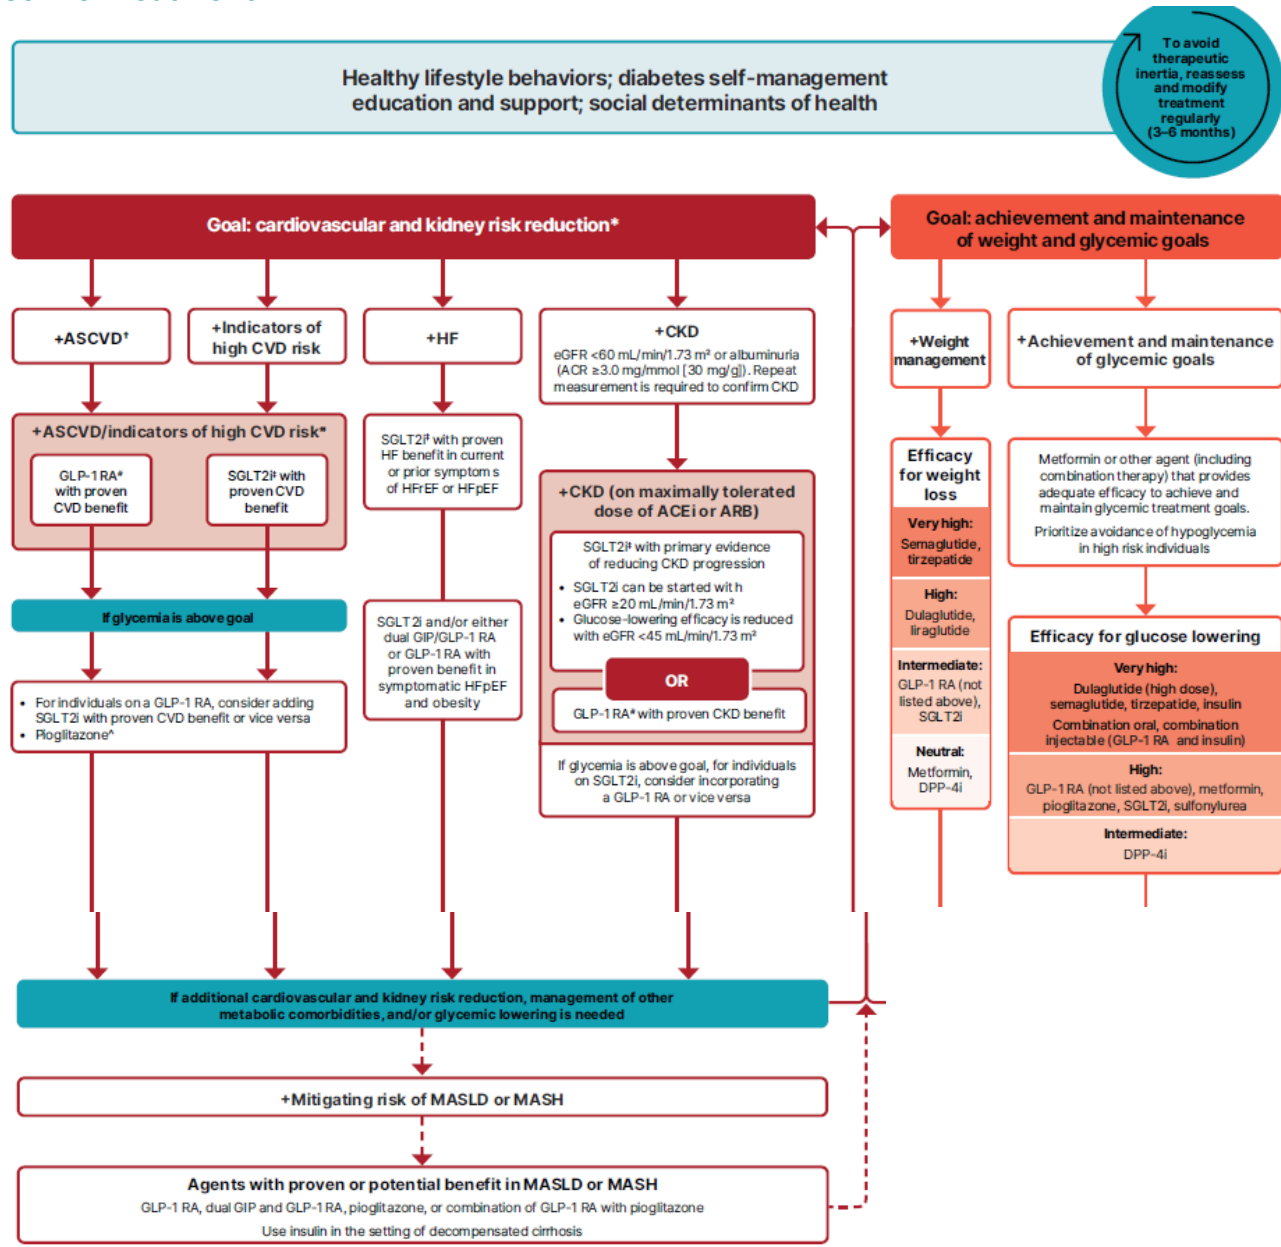 Healthy lifestyle behaviors; diabetes self-management
education and support; social determinants of health
To avoid
therapeutic
inertia, reassess
and modify
treatment
regularly
(3–6 months)
Goal: cardiovascular and kidney risk reduction*
+ASCVD†
+Indicators of
high CVD risk
+HF
+CKD
eGFR <60 mL/min/1.73 m² or albuminuria
(ACR ≥3.0 mg/mmol [30 mg/g]). Repeat
measurement is required to confirm CKD
+ASCVD/indicators of high CVD risk*
GLP-1 RA#
with proven
CVD benefit
SGLT2i‡ with
proven CVD
benefit
SGLT2i‡ with proven
HF benefit in current
or prior symptoms
of HFrEF or HFpEF
+CKD (on maximally tolerated
dose of ACEi or ARB)
SGLT2i‡ with primary evidence
of reducing CKD progression
• SGLT2i can be started with
eGFR ≥20 mL/min/1.73 m²
• Glucose-lowering efficacy is reduced
with eGFR <45 mL/min/1.73 m²
OR
GLP-1 RA# with proven CKD benefit
If glycemia is above goal, for individuals
on SGLT2i, consider incorporating
a GLP-1 RA or vice versa
If glycemia is above goal
• For individuals on a GLP-1 RA, consider adding
SGLT2i with proven CVD benefit or vice versa
• Pioglitazone^
SGLT2i and/or either
dual GIP/GLP-1 RA
or GLP-1 RA with
proven benefit in
symptomatic HFpEF
and obesity
Goal: achievement and maintenance
of weight and glycemic goals
+Weight
management
+Achievement and maintenance
of glycemic goals
Efficacy
for weight
loss
Very high:
Semaglutide,
tirzepatide
High:
Dulaglutide,
liraglutide
Intermediate:
GLP-1 RA (not
listed above),
SGLT2i
Neutral:
Metformin,
DPP-4i
Metformin or other agent (including
combination therapy) that provides
adequate efficacy to achieve and
maintain glycemic treatment goals.
Prioritize avoidance of hypoglycemia
in high risk individuals
Efficacy for glucose lowering
Very high:
Dulaglutide (high dose),
semaglutide, tirzepatide, insulin
Combination oral, combination
injectable (GLP-1 RA and insulin)
High:
GLP-1 RA (not listed above), metformin,
pioglitazone, SGLT2i, sulfonylurea
Intermediate:
DPP-4i
If additional cardiovascular and kidney risk reduction, management of other
metabolic comorbidities, and/or glycemic lowering is needed
+Mitigating risk of MASLD or MASH
Agents with proven or potential benefit in MASLD or MASH
GLP-1 RA, dual GIP and GLP-1 RA, pioglitazone, or combination of GLP-1 RA with pioglitazone
Use insulin in the setting of decompensated cirrhosis